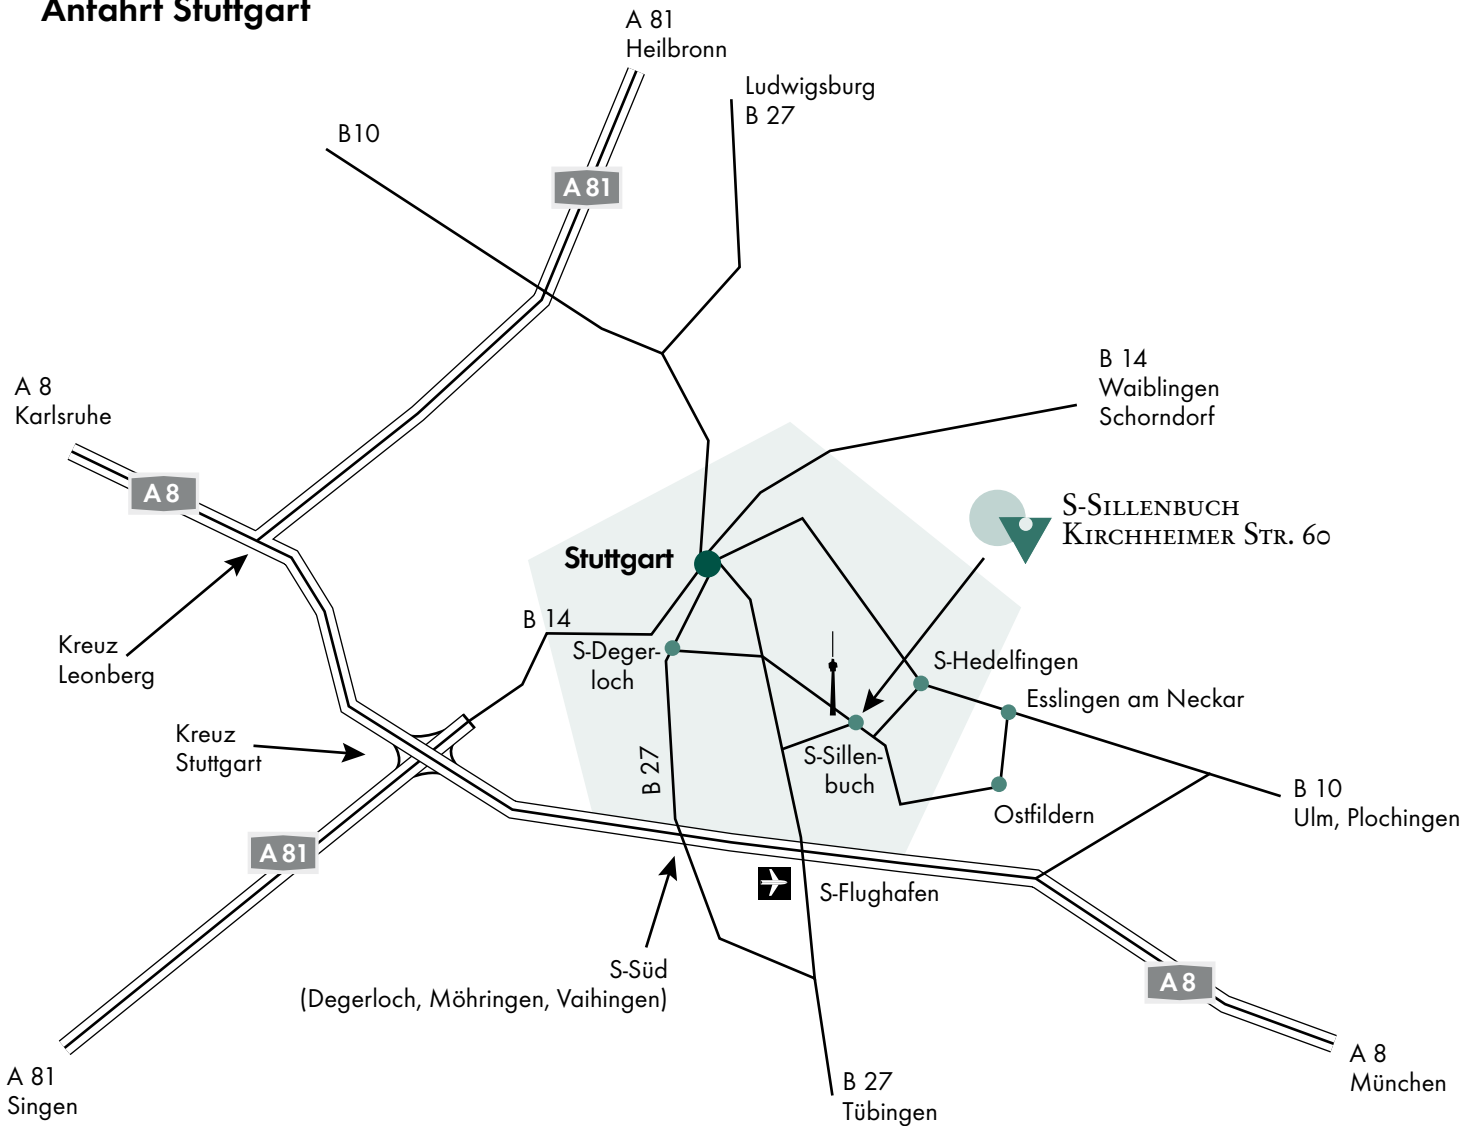 Anfahrt Stuttgart
A 81
Heilbronn
Ludwigsburg
B 27
B10
A 81
B 14
Waiblingen
Schorndorf
A 8
Karlsruhe
A 8
S-Sillenbuch
Kirchheimer Str. 60
Stuttgart
B 14
S-Deger-
loch
Kreuz
Leonberg
S-Hedelfingen
Esslingen am Neckar
Kreuz
Stuttgart
B 27
S-Sillen-
buch
B 10
Ulm, Plochingen
Ostfildern
A 81
S-Flughafen
S-Süd
(Degerloch, Möhringen, Vaihingen)
A 8
A 8
München
A 81
Singen
B 27
Tübingen